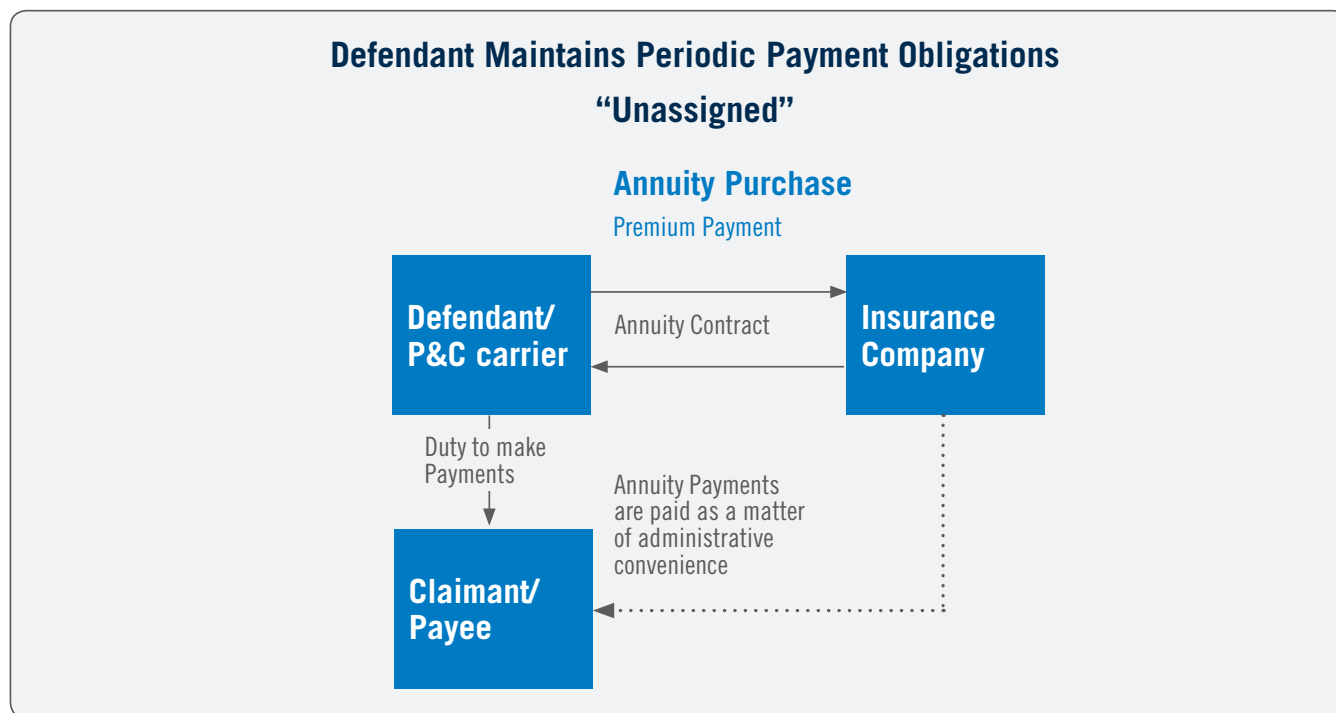 Defendant Maintains Periodic Payment Obligations
“Unassigned”
Annuity Purchase
Premium Payment
Defendant/
P&C carrier
Annuity Contract
Insurance
Company
Duty to make
Payments
Annuity Payments
are paid as a matter
of administrative
convenience
Claimant/
Payee